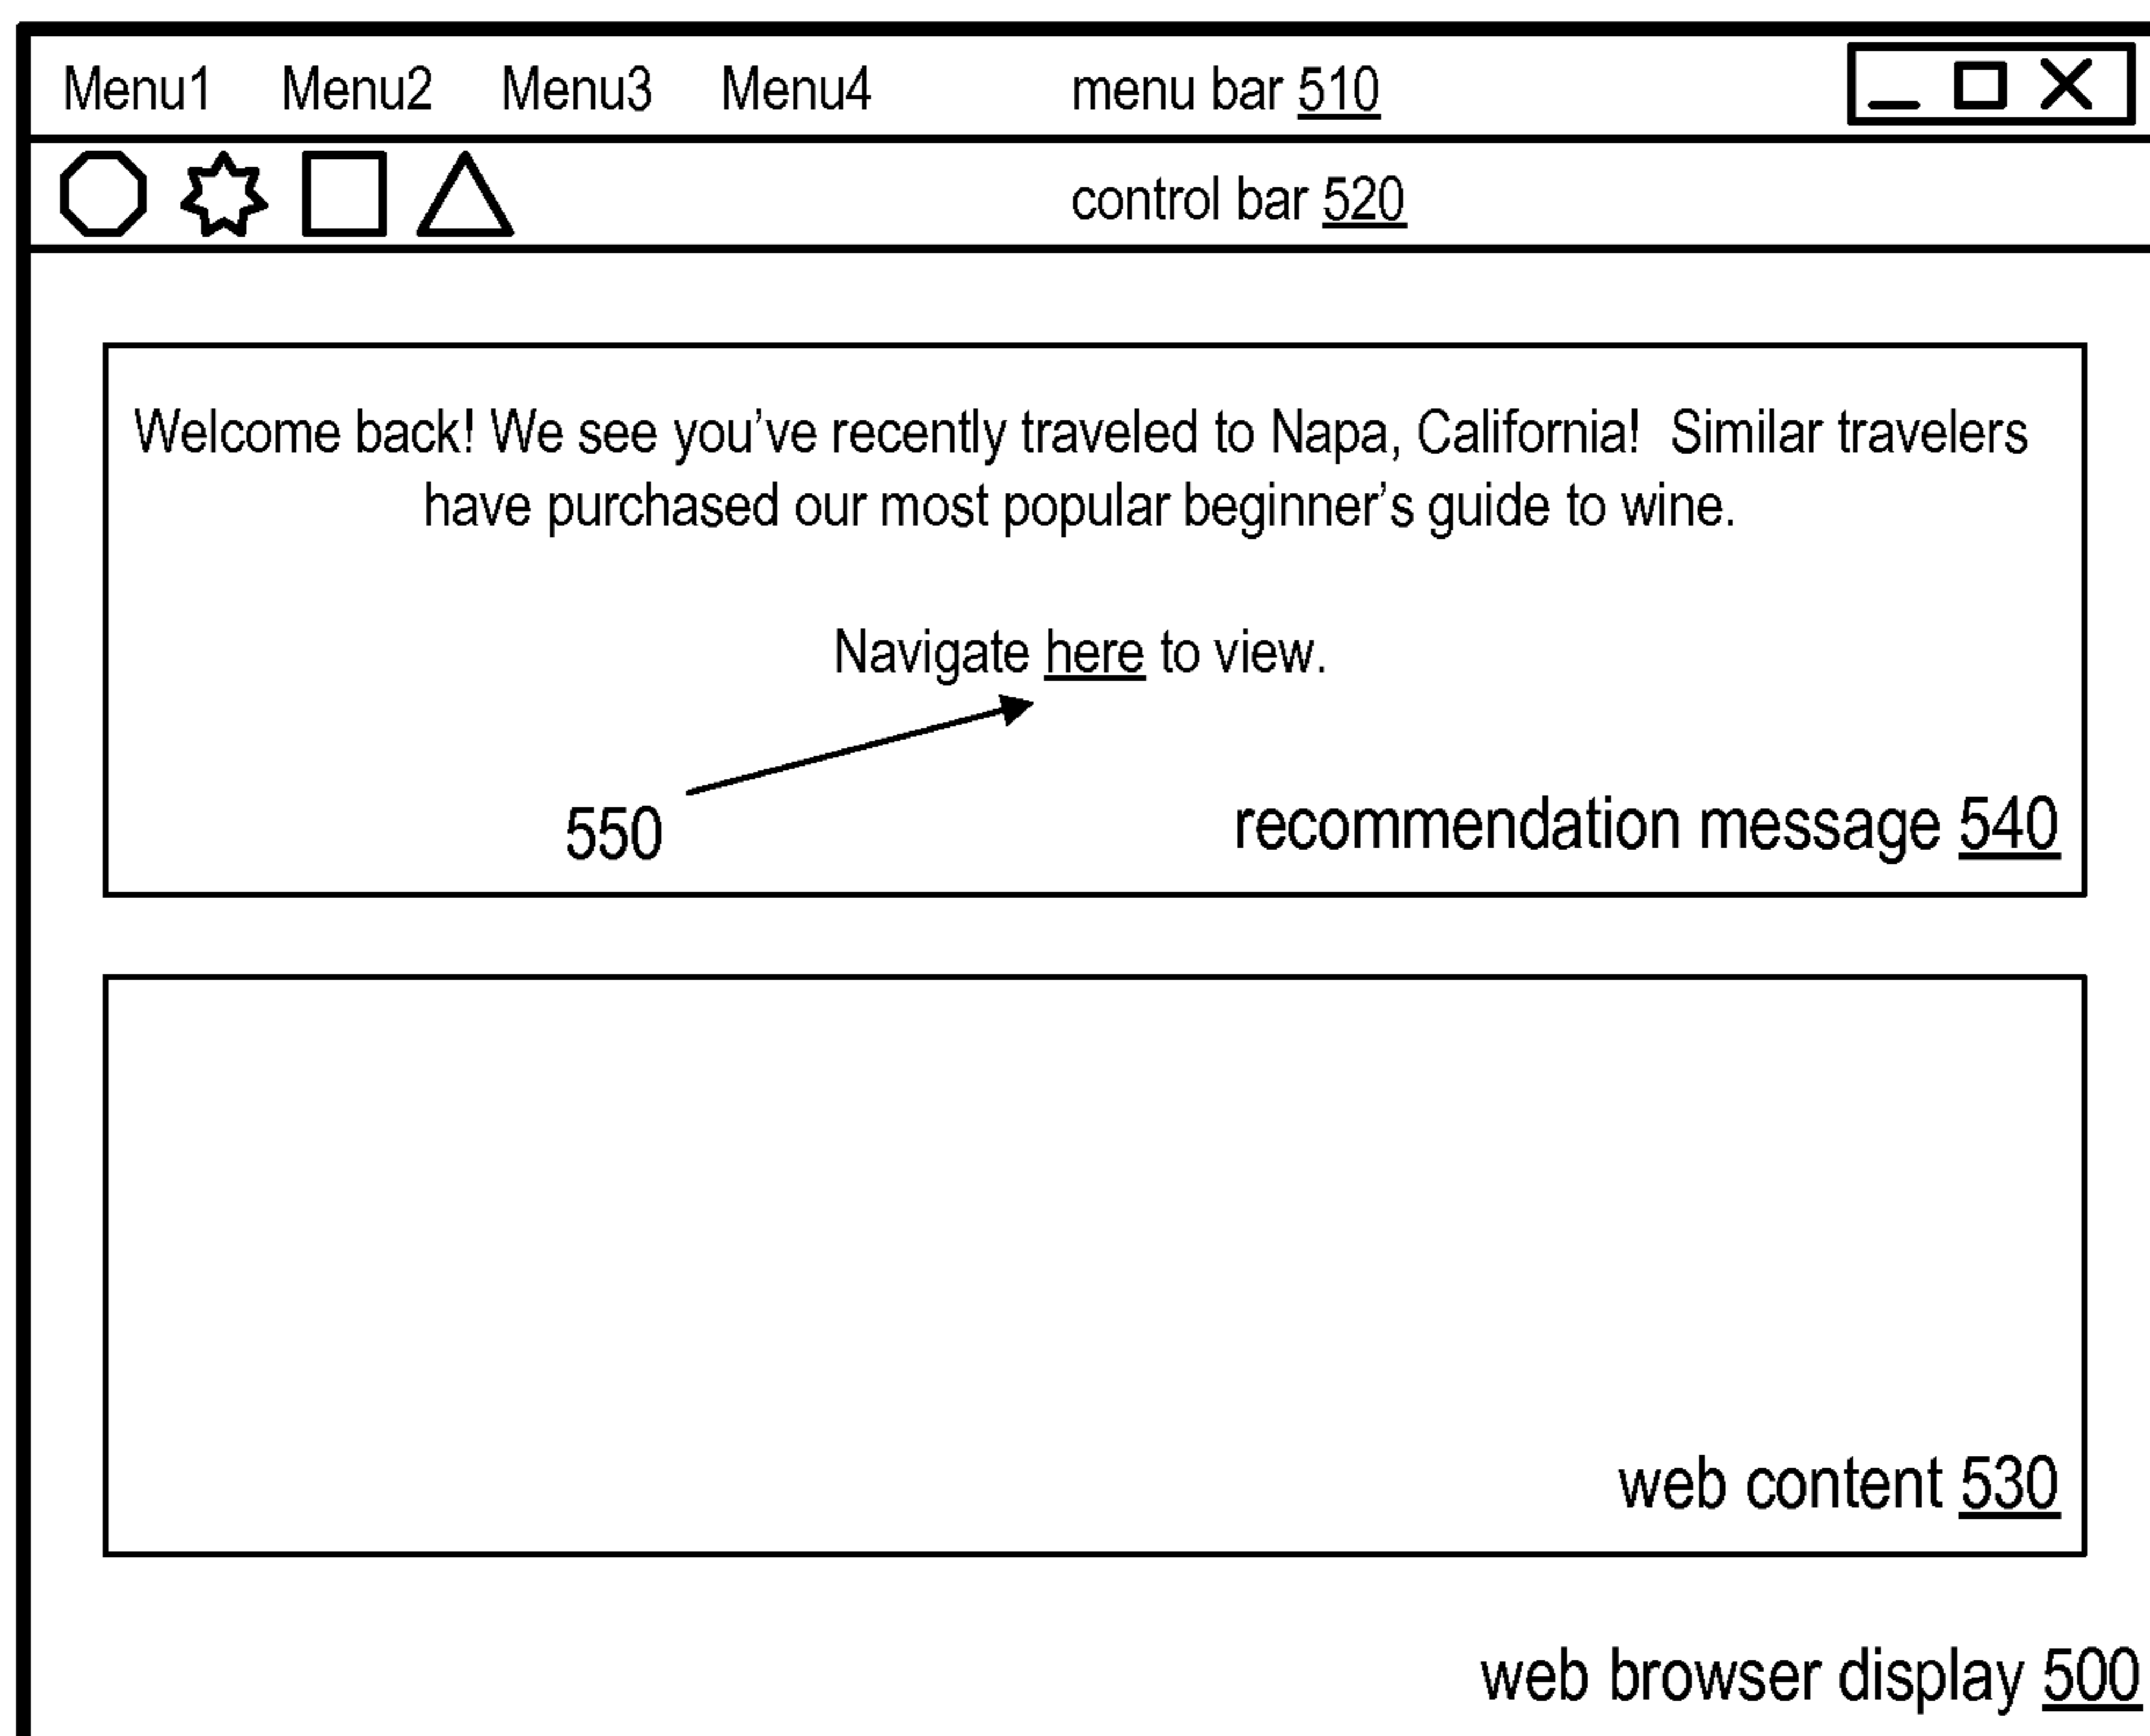 Menu1 Menu2 Menu3 Menu4 menu bar 510
control bar 520
Welcome back! We see you've recently traveled to Napa, California! Similar travelers
have purchased our most popular beginner's guide to wine.
Navigate here to view.
550
recommendation message 540
web content 530
web browser display 500